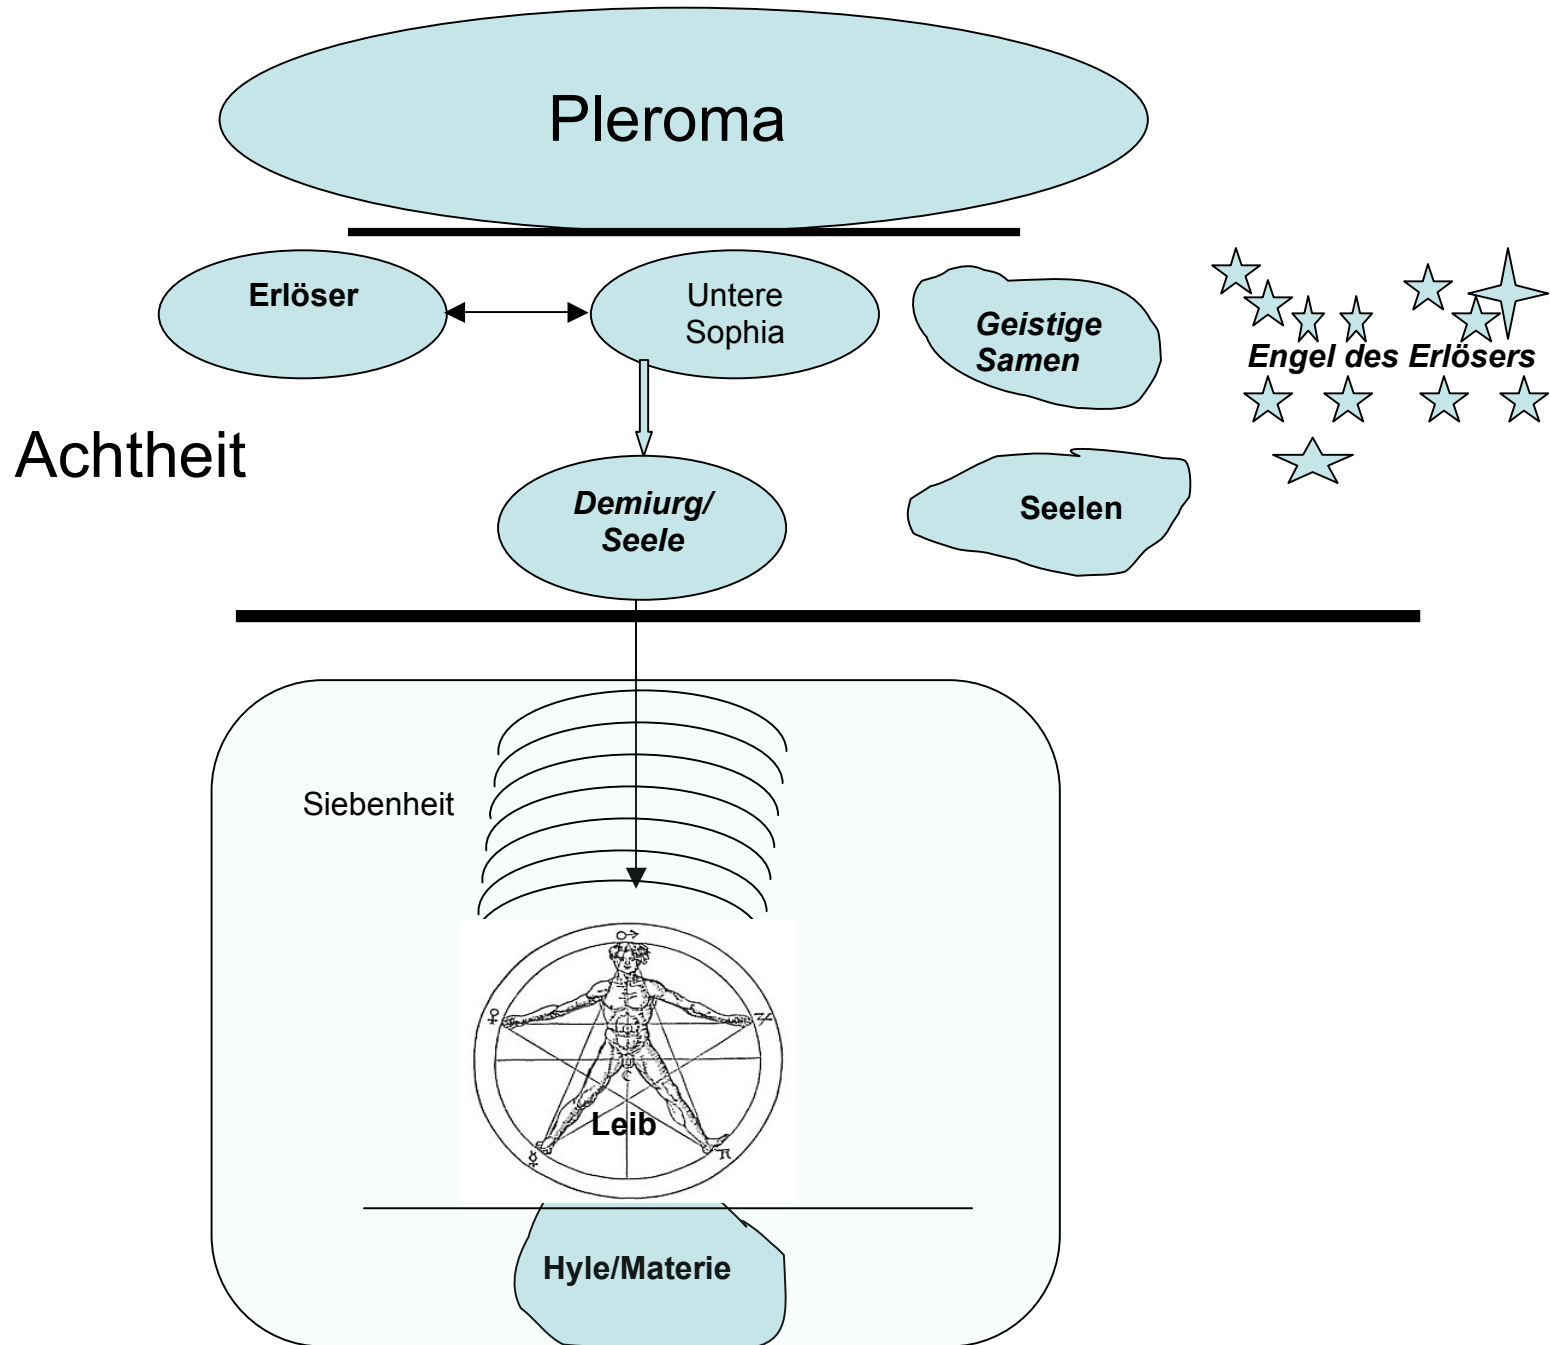 Pleroma
Erlöser
Untere
Sophia
Geistige
Samen
Engel des Erlösers
Achtheit
Demiurg/
Seele
Seelen
Siebenheit
Leib
Hyle/Materie